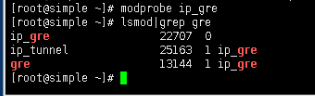 [root@simple ~]# modprobe ip_gre
[root@simple ~]# lsmod|grep gre
ip_gre 22707 0
ip_tunnel 25163 1 ip_gre
gre 13144 1 ip_gre
[root@simple ~]#